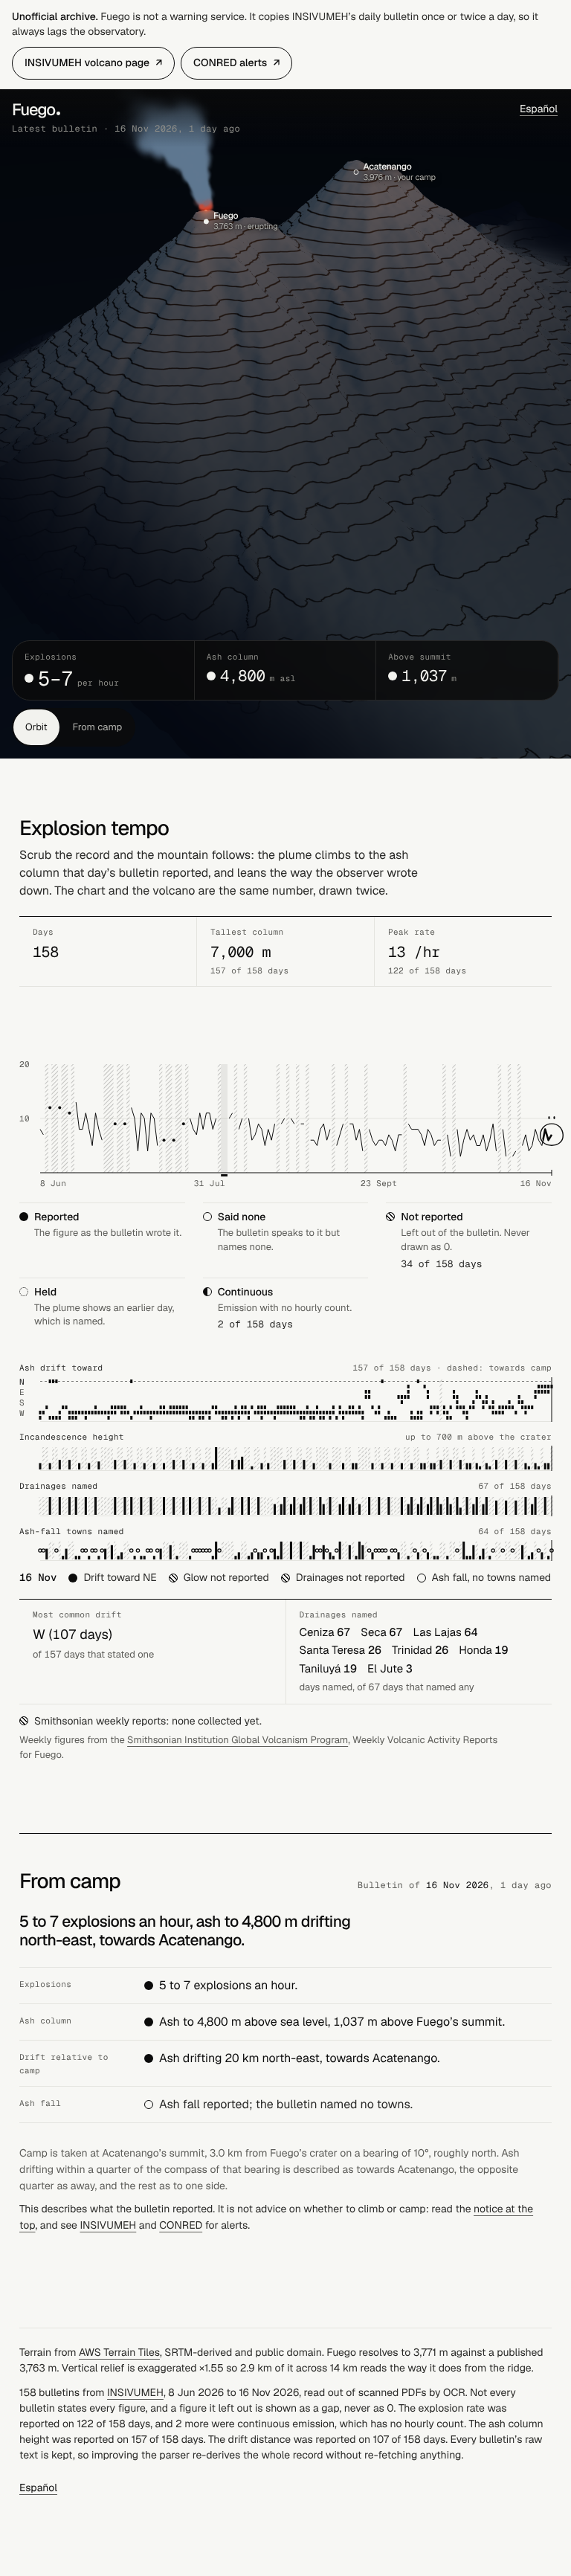 Unofficial archive. Fuego is not a warning service. It copies INSIVUMEH's daily bulletin once or twice a day, so it
always lags the observatory.
INSIVUMEH volcano page ↗ CONRED alerts ↗
Fuego.
Español
Latest bulletin · 16 Nov 2026, 1 day ago
Acatenango
3,976 m · your camp
Fuego
3,763 m · erupting
Explosions
5–7 per hour
Ash column
4,800 m asl
Above summit
1,037 m
Orbit From camp
Explosion tempo
Scrub the record and the mountain follows: the plume climbs to the ash
column that day's bulletin reported, and leans the way the observer wrote
down. The chart and the volcano are the same number, drawn twice.
Days
158
Tallest column
7,000 m
157 of 158 days
Peak rate
13 /hr
122 of 158 days
20
10
8 Jun 31 Jul 23 Sept 16 Nov
Reported
The figure as the bulletin wrote it.
Said none
The bulletin speaks to it but
names none.
Not reported
Left out of the bulletin. Never
drawn as 0.
34 of 158 days
Held
The plume shows an earlier day,
which is named.
Continuous
Emission with no hourly count.
2 of 158 days
Ash drift toward 157 of 158 days · dashed: towards camp
N
E
S
W
Incandescence height up to 700 m above the crater
Drainages named 67 of 158 days
Ash-fall towns named 64 of 158 days
16 Nov Drift toward NE Glow not reported Drainages not reported Ash fall, no towns named
Most common drift
W (107 days)
of 157 days that stated one
Drainages named
Ceniza 67 Seca 67 Las Lajas 64
Santa Teresa 26 Trinidad 26 Honda 19
Taniluyá 19 El Jute 3
days named, of 67 days that named any
Smithsonian weekly reports: none collected yet.
Weekly figures from the Smithsonian Institution Global Volcanism Program, Weekly Volcanic Activity Reports
for Fuego.
From camp
Bulletin of 16 Nov 2026, 1 day ago
5 to 7 explosions an hour, ash to 4,800 m drifting
north-east, towards Acatenango.
Explosions
5 to 7 explosions an hour.
Ash column
Ash to 4,800 m above sea level, 1,037 m above Fuego's summit.
Drift relative to
camp
Ash drifting 20 km north-east, towards Acatenango.
Ash fall
Ash fall reported; the bulletin named no towns.
Camp is taken at Acatenango's summit, 3.0 km from Fuego's crater on a bearing of 10°, roughly north. Ash
drifting within a quarter of the compass of that bearing is described as towards Acatenango, the opposite
quarter as away, and the rest as to one side.
This describes what the bulletin reported. It is not advice on whether to climb or camp: read the notice at the
top, and see INSIVUMEH and CONRED for alerts.
Terrain from AWS Terrain Tiles, SRTM-derived and public domain. Fuego resolves to 3,771 m against a published
3,763 m. Vertical relief is exaggerated ×1.55 so 2.9 km of it across 14 km reads the way it does from the ridge.
158 bulletins from INSIVUMEH, 8 Jun 2026 to 16 Nov 2026, read out of scanned PDFs by OCR. Not every
bulletin states every figure, and a figure it left out is shown as a gap, never as 0. The explosion rate was
reported on 122 of 158 days, and 2 more were continuous emission, which has no hourly count. The ash column
height was reported on 157 of 158 days. The drift distance was reported on 107 of 158 days. Every bulletin's raw
text is kept, so improving the parser re-derives the whole record without re-fetching anything.
Español